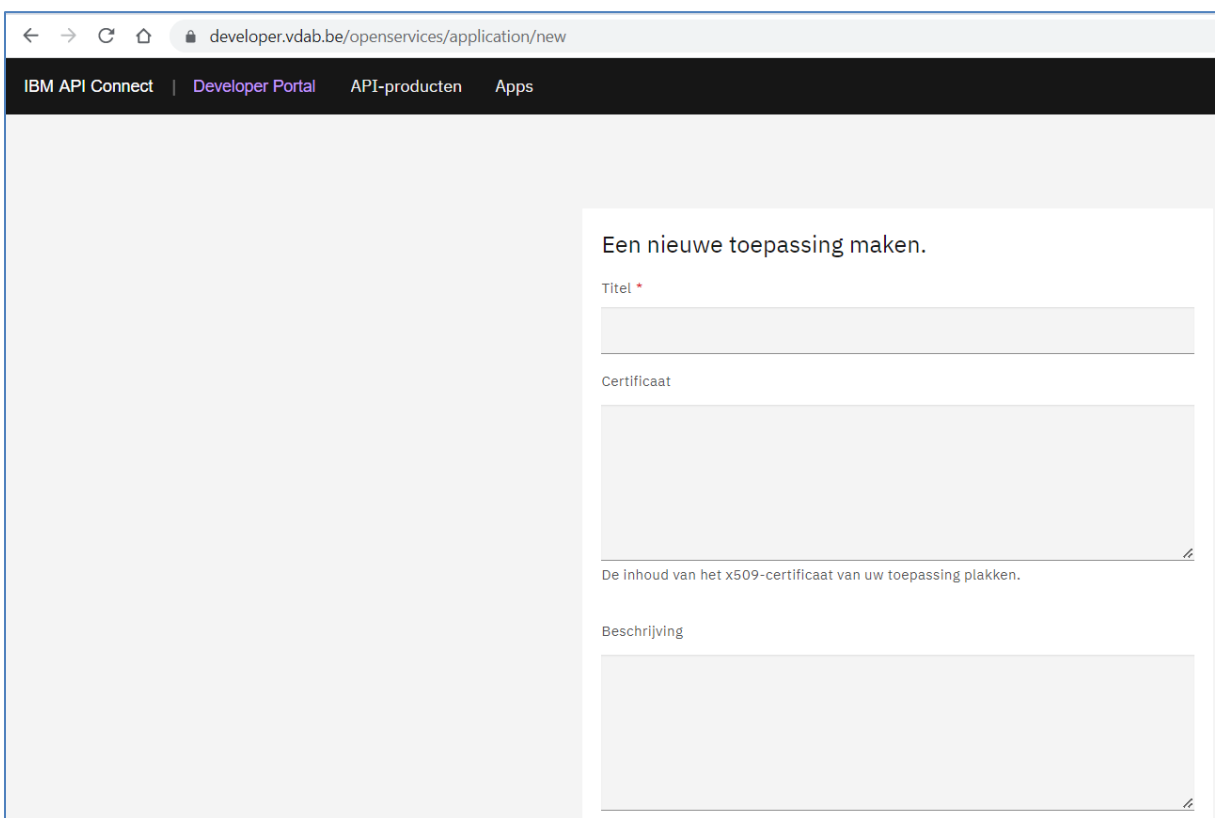 developer.vdab.be/openservices/application/new
IBM API Connect | Developer Portal API-producten Apps
Een nieuwe toepassing maken.
Titel *
Certificaat
De inhoud van het x509-certificaat van uw toepassing plakken.
Beschrijving